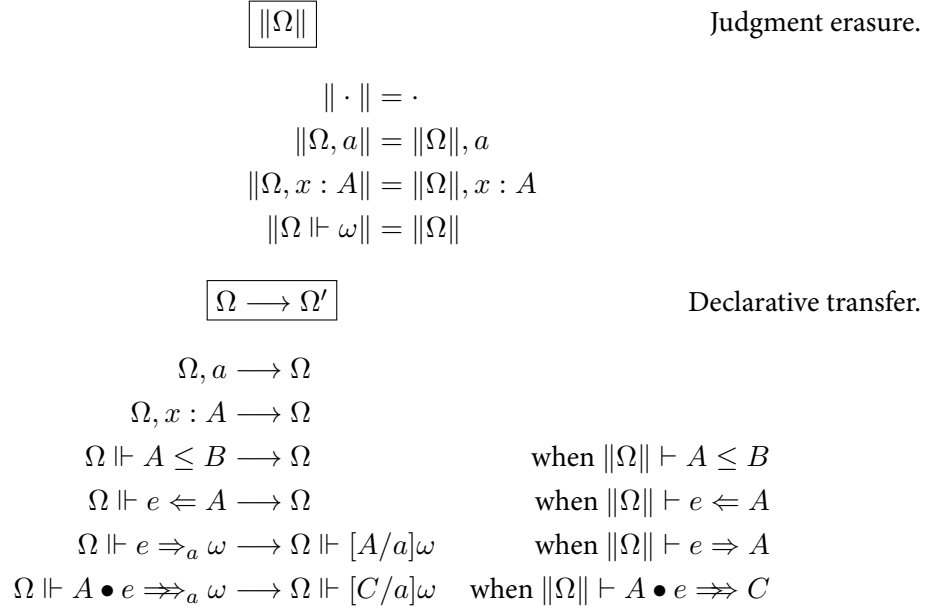 ‖Ω‖ Judgment erasure.
‖ · ‖ = ·
‖Ω, a‖ = ‖Ω‖, a
‖Ω, x : A‖ = ‖Ω‖, x : A
‖Ω ⊩ ω‖ = ‖Ω‖
Ω ⟶ Ω′ Declarative transfer.
Ω, a ⟶ Ω
Ω, x : A ⟶ Ω
Ω ⊩ A ≤ B ⟶ Ω when ‖Ω‖ ⊢ A ≤ B
Ω ⊩ e ⇐ A ⟶ Ω when ‖Ω‖ ⊢ e ⇐ A
Ω ⊩ e ⇒ₐ ω ⟶ Ω ⊩ [A/a]ω when ‖Ω‖ ⊢ e ⇒ A
Ω ⊩ A • e ⇒⇒ₐ ω ⟶ Ω ⊩ [C/a]ω when ‖Ω‖ ⊢ A • e ⇒⇒ C